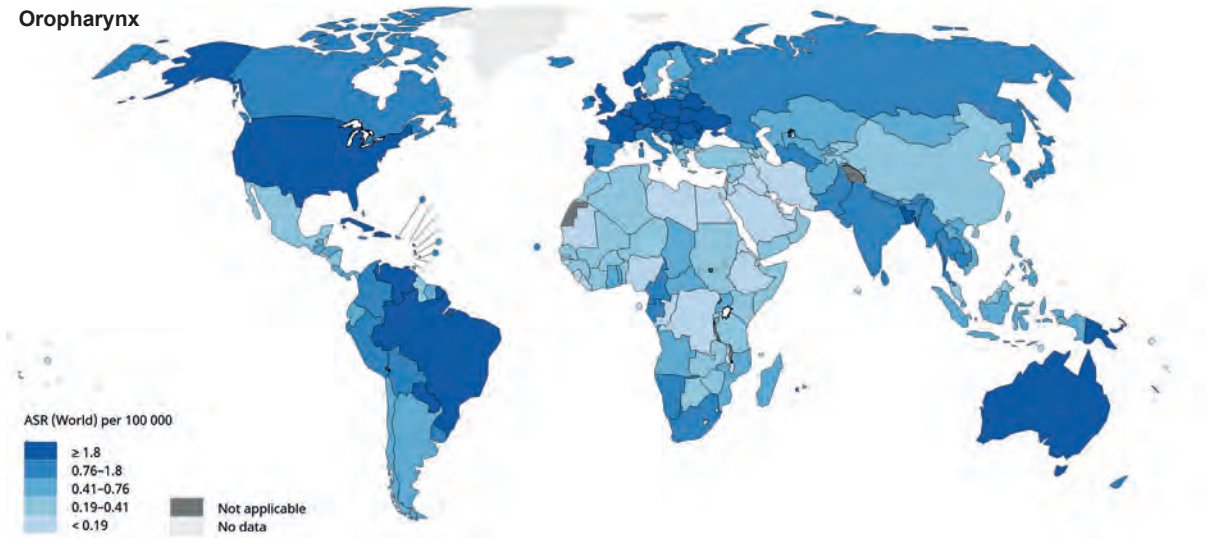 Oropharynx
ASR (World) per 100 000
≥ 1.8
0.76–1.8
0.41–0.76
0.19–0.41
< 0.19
Not applicable
No data